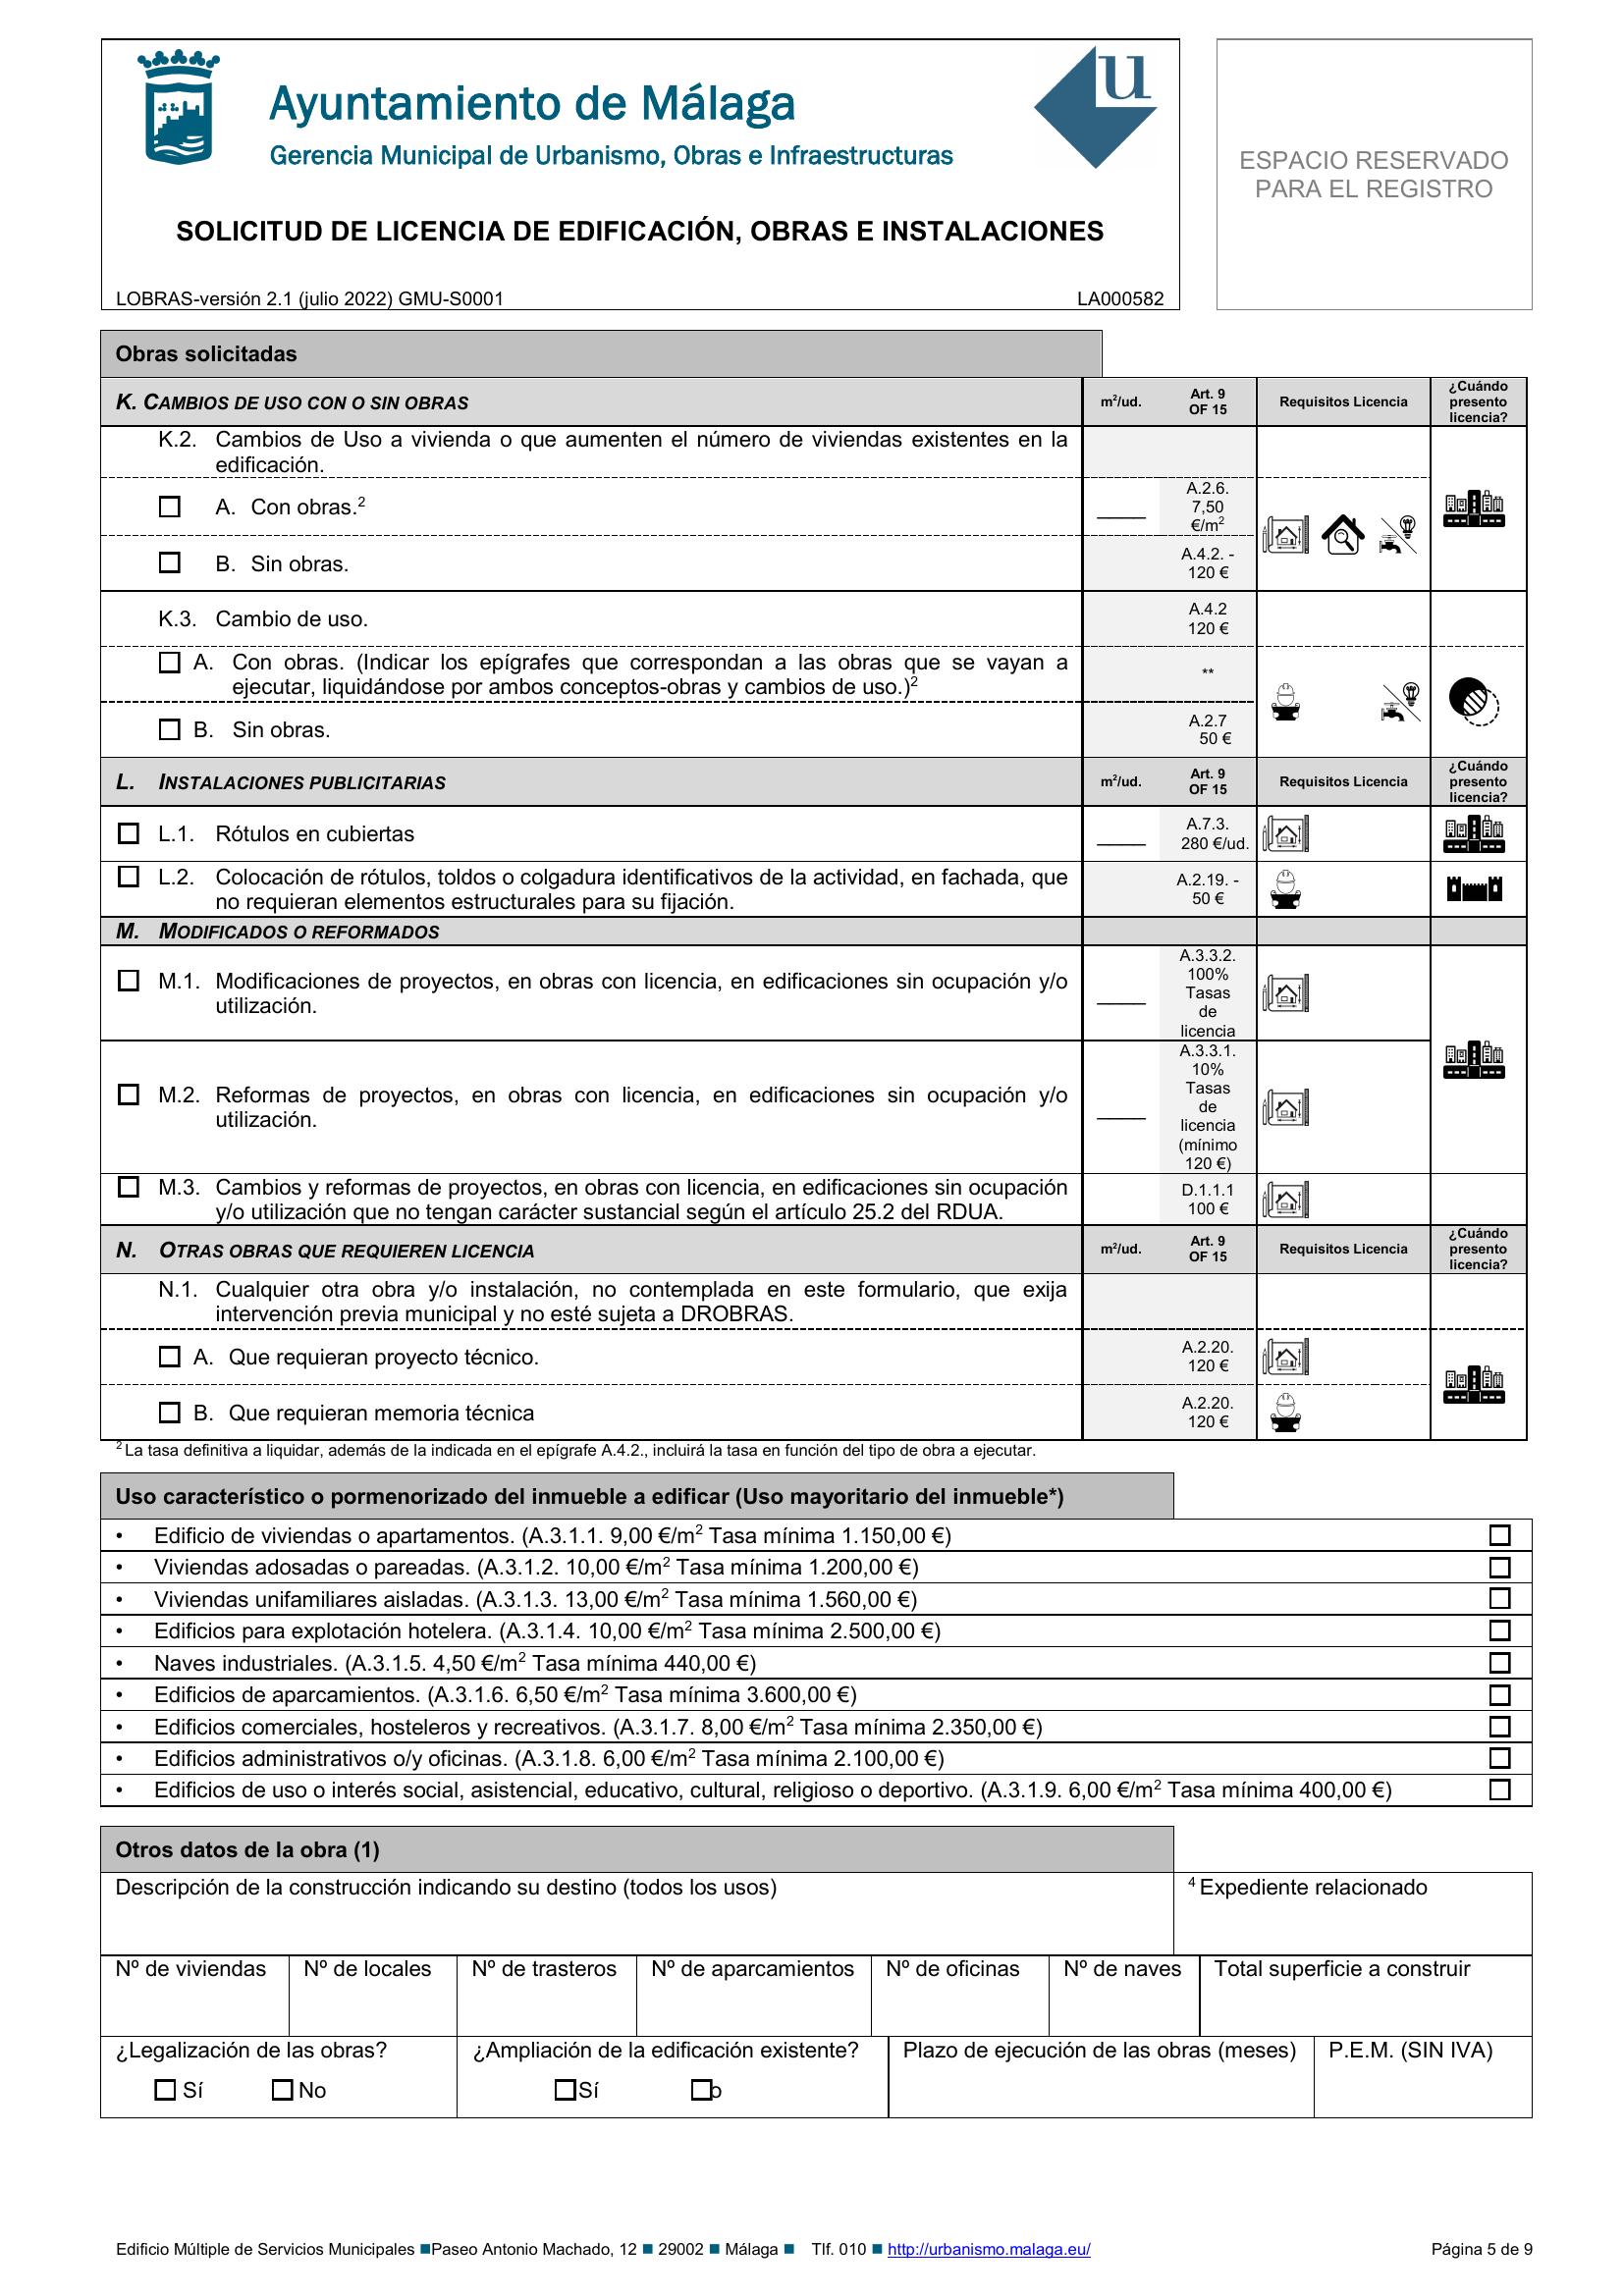 u
Ayuntamiento de Málaga
Gerencia Municipal de Urbanismo, Obras e Infraestructuras
ESPACIO RESERVADO
PARA EL REGISTRO
SOLICITUD DE LICENCIA DE EDIFICACIÓN, OBRAS E INSTALACIONES
LOBRAS-versión 2.1 (julio 2022) GMU-S0001 LA000582
Obras solicitadas
K. CAMBIOS DE USO CON O SIN OBRAS
m²/ud.
Art. 9
OF 15
Requisitos Licencia
¿Cuándo
presento
licencia?
K.2. Cambios de Uso a vivienda o que aumenten el número de viviendas existentes en la
edificación.
A. Con obras.²
____
A.2.6.
7,50
€/m²
B. Sin obras.
A.4.2. -
120 €
K.3. Cambio de uso.
A.4.2
120 €
A. Con obras. (Indicar los epígrafes que correspondan a las obras que se vayan a
ejecutar, liquidándose por ambos conceptos-obras y cambios de uso.)²
**
B. Sin obras.
A.2.7
50 €
L. INSTALACIONES PUBLICITARIAS
m²/ud.
Art. 9
OF 15
Requisitos Licencia
¿Cuándo
presento
licencia?
L.1. Rótulos en cubiertas
____
A.7.3.
280 €/ud.
L.2. Colocación de rótulos, toldos o colgadura identificativos de la actividad, en fachada, que
no requieran elementos estructurales para su fijación.
A.2.19. -
50 €
M. MODIFICADOS O REFORMADOS
M.1. Modificaciones de proyectos, en obras con licencia, en edificaciones sin ocupación y/o
utilización.
____
A.3.3.2.
100%
Tasas
de
licencia
M.2. Reformas de proyectos, en obras con licencia, en edificaciones sin ocupación y/o
utilización.
____
A.3.3.1.
10%
Tasas
de
licencia
(mínimo
120 €)
M.3. Cambios y reformas de proyectos, en obras con licencia, en edificaciones sin ocupación
y/o utilización que no tengan carácter sustancial según el artículo 25.2 del RDUA.
D.1.1.1
100 €
N. OTRAS OBRAS QUE REQUIEREN LICENCIA
m²/ud.
Art. 9
OF 15
Requisitos Licencia
¿Cuándo
presento
licencia?
N.1. Cualquier otra obra y/o instalación, no contemplada en este formulario, que exija
intervención previa municipal y no esté sujeta a DROBRAS.
A. Que requieran proyecto técnico.
A.2.20.
120 €
B. Que requieran memoria técnica
A.2.20.
120 €
² La tasa definitiva a liquidar, además de la indicada en el epígrafe A.4.2., incluirá la tasa en función del tipo de obra a ejecutar.
Uso característico o pormenorizado del inmueble a edificar (Uso mayoritario del inmueble*)
• Edificio de viviendas o apartamentos. (A.3.1.1. 9,00 €/m² Tasa mínima 1.150,00 €)
• Viviendas adosadas o pareadas. (A.3.1.2. 10,00 €/m² Tasa mínima 1.200,00 €)
• Viviendas unifamiliares aisladas. (A.3.1.3. 13,00 €/m² Tasa mínima 1.560,00 €)
• Edificios para explotación hotelera. (A.3.1.4. 10,00 €/m² Tasa mínima 2.500,00 €)
• Naves industriales. (A.3.1.5. 4,50 €/m² Tasa mínima 440,00 €)
• Edificios de aparcamientos. (A.3.1.6. 6,50 €/m² Tasa mínima 3.600,00 €)
• Edificios comerciales, hosteleros y recreativos. (A.3.1.7. 8,00 €/m² Tasa mínima 2.350,00 €)
• Edificios administrativos o/y oficinas. (A.3.1.8. 6,00 €/m² Tasa mínima 2.100,00 €)
• Edificios de uso o interés social, asistencial, educativo, cultural, religioso o deportivo. (A.3.1.9. 6,00 €/m² Tasa mínima 400,00 €)
Otros datos de la obra (1)
Descripción de la construcción indicando su destino (todos los usos)
⁴ Expediente relacionado
Nº de viviendas Nº de locales Nº de trasteros Nº de aparcamientos Nº de oficinas Nº de naves Total superficie a construir
¿Legalización de las obras? ¿Ampliación de la edificación existente? Plazo de ejecución de las obras (meses) P.E.M. (SIN IVA)
Sí No Sí o
Edificio Múltiple de Servicios Municipales ■Paseo Antonio Machado, 12 ■ 29002 ■ Málaga ■ Tlf. 010 ■ http://urbanismo.malaga.eu/ Página 5 de 9